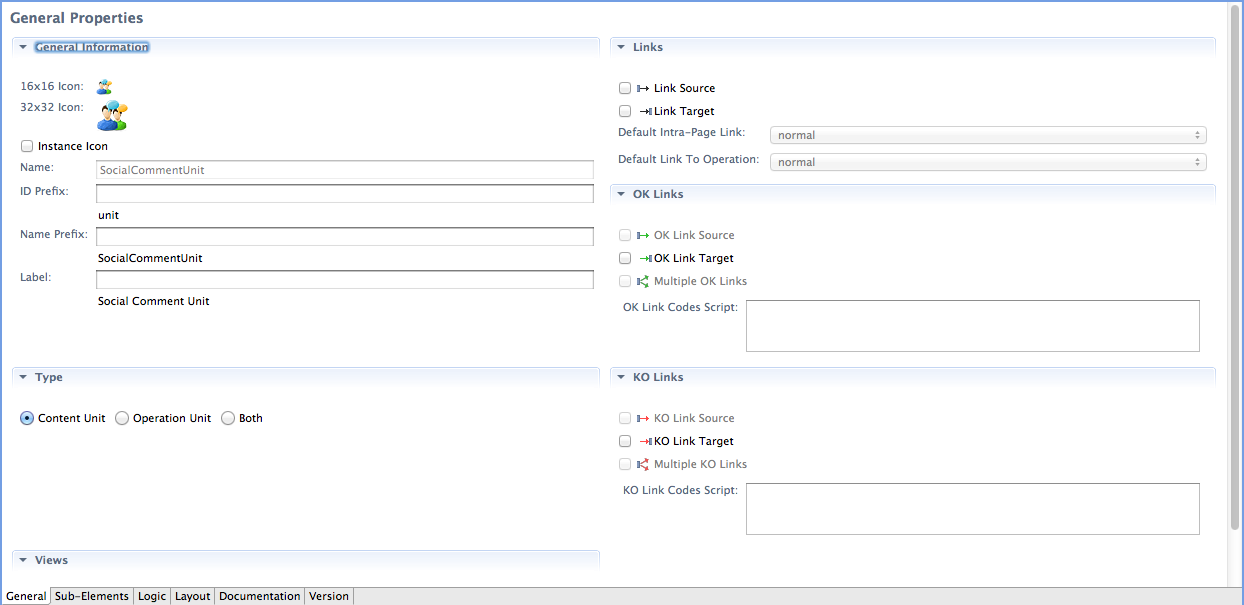 General Properties
General Information
16x16 Icon:
32x32 Icon:
Instance Icon
Name: SocialCommentUnit
ID Prefix:
unit
Name Prefix:
SocialCommentUnit
Label:
Social Comment Unit
Type
Content Unit Operation Unit Both
Views
Links
Link Source
Link Target
Default Intra-Page Link: normal
Default Link To Operation: normal
OK Links
OK Link Source
OK Link Target
Multiple OK Links
OK Link Codes Script:
KO Links
KO Link Source
KO Link Target
Multiple KO Links
KO Link Codes Script:
General Sub-Elements Logic Layout Documentation Version